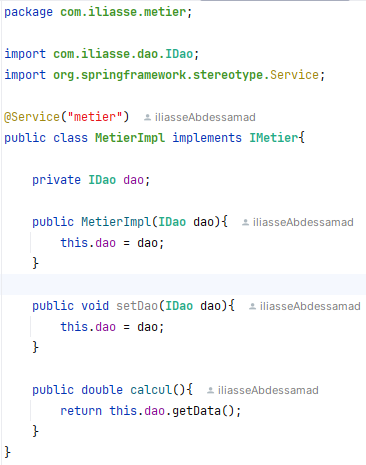 package com.iliasse.metier;
import com.iliasse.dao.IDao;
import org.springframework.stereotype.Service;
@Service("metier") iliasseAbdessamad
public class MetierImpl implements IMetier{
private IDao dao;
public MetierImpl(IDao dao){ iliasseAbdessamad
this.dao = dao;
}
public void setDao(IDao dao){ iliasseAbdessamad
this.dao = dao;
}
public double calcul(){ iliasseAbdessamad
return this.dao.getData();
}
}